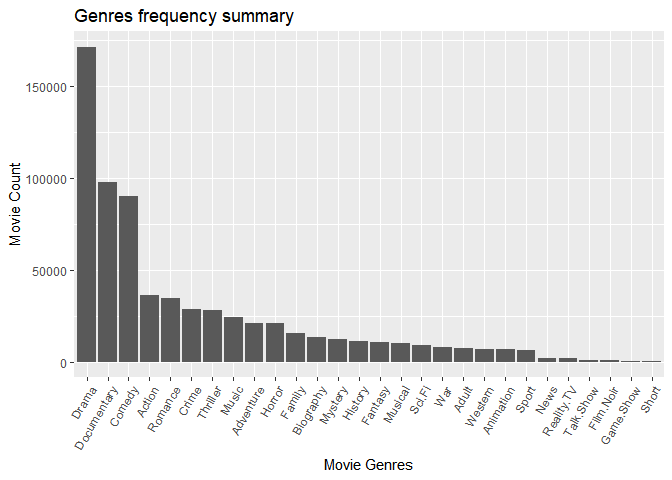 Genres frequency summary
Movie Count
150000
100000
50000
0
Drama
Documentary
Comedy
Action
Romance
Crime
Thriller
Music
Adventure
Horror
Family
Biography
Mystery
History
Fantasy
Musical
Sci.Fi
War
Adult
Western
Animation
Sport
News
Reality.TV
Talk.Show
Film.Noir
Game.Show
Short
Movie Genres